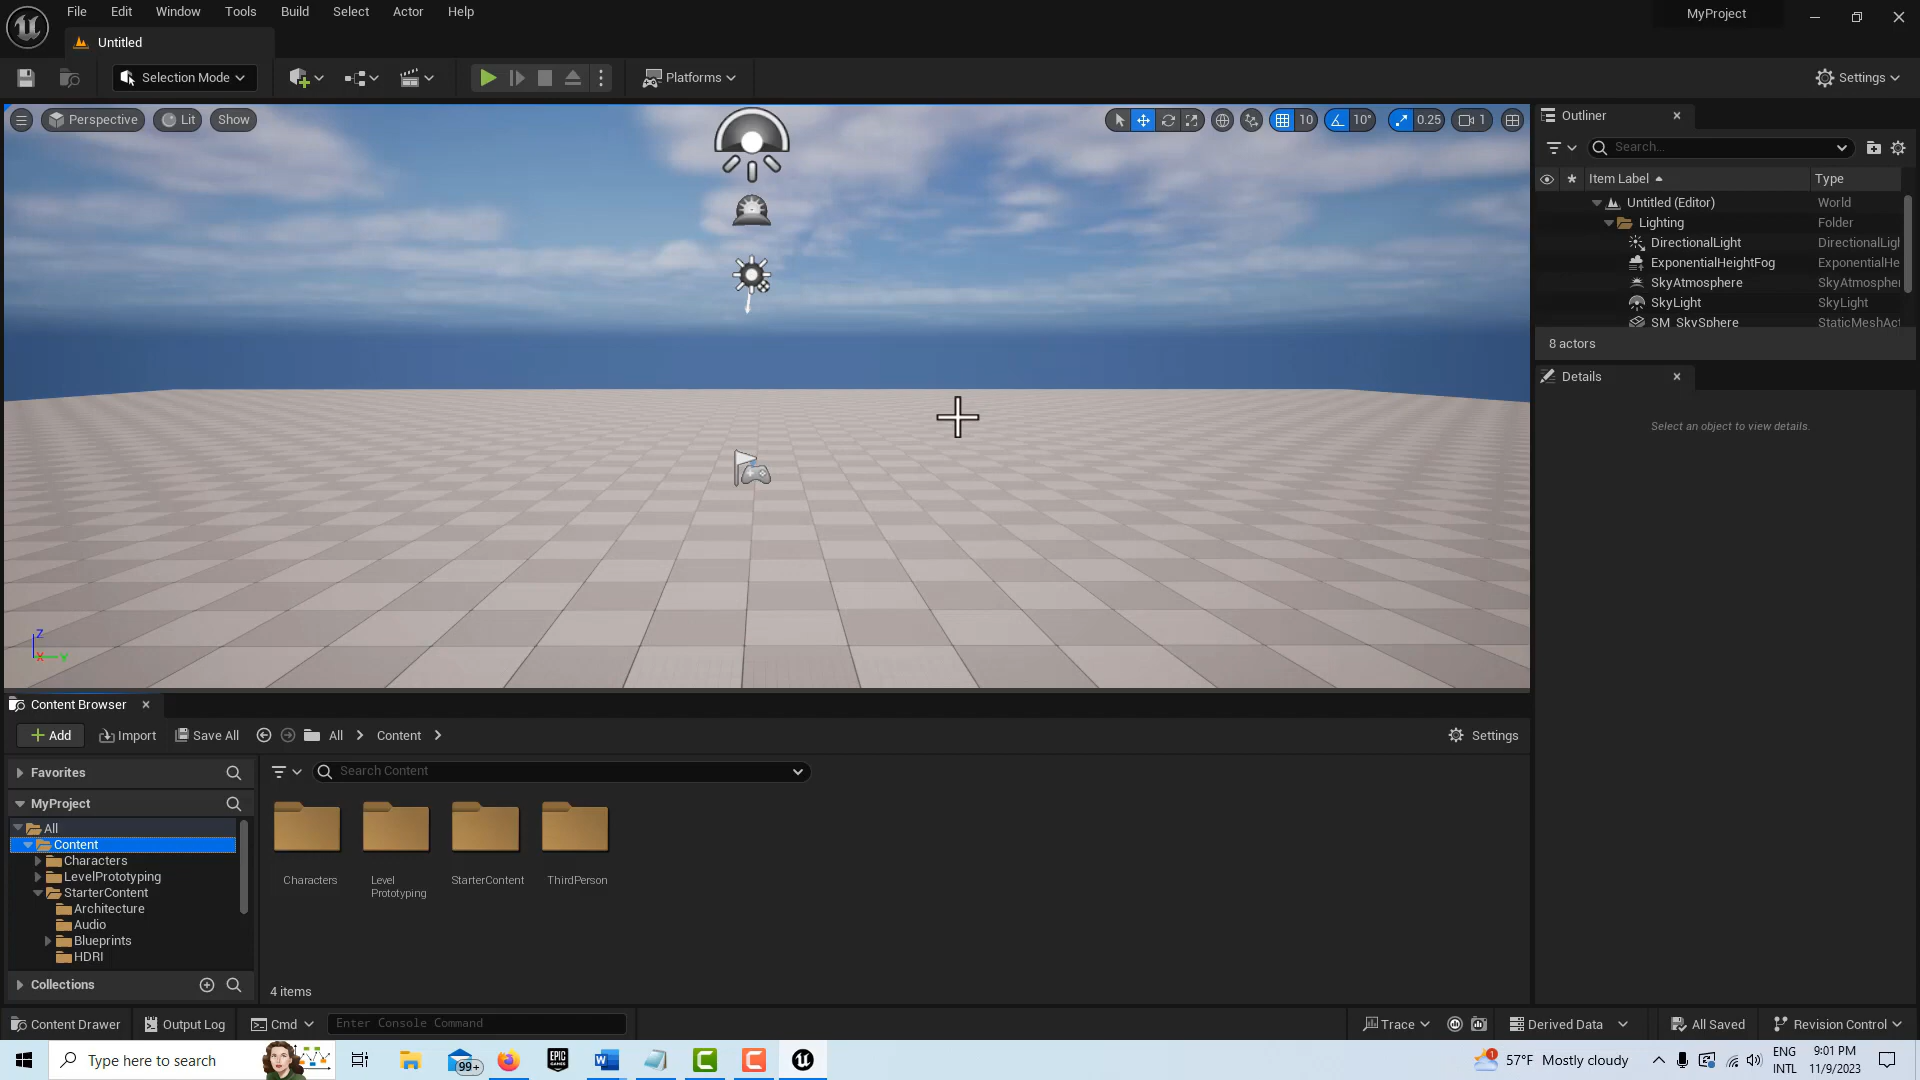 File Edit Window Tools Build Select Actor Help
MyProject
Untitled
Selection Mode
Platforms
Settings
Perspective Lit Show
10 10° 0.25 1
Outliner
Search...
Item Label Type
Untitled (Editor) World
Lighting Folder
DirectionalLight DirectionalLigh
ExponentialHeightFog ExponentialHe
SkyAtmosphere SkyAtmospher
SkyLight SkyLight
SM_SkySphere StaticMeshAct
8 actors
Details
Select an object to view details.
Z
X Y
Content Browser
Add Import Save All All Content Settings
Favorites
Search Content
MyProject
All
Content
Characters
LevelPrototyping
StarterContent
Architecture
Audio
Blueprints
HDRI
Collections
Characters
Level
Prototyping
StarterContent
ThirdPerson
4 items
Content Drawer Output Log Cmd Enter Console Command Trace Derived Data All Saved Revision Control
Type here to search
99+
EPIC
GAMES
1
57°F Mostly cloudy
ENG
INTL
9:01 PM
11/9/2023